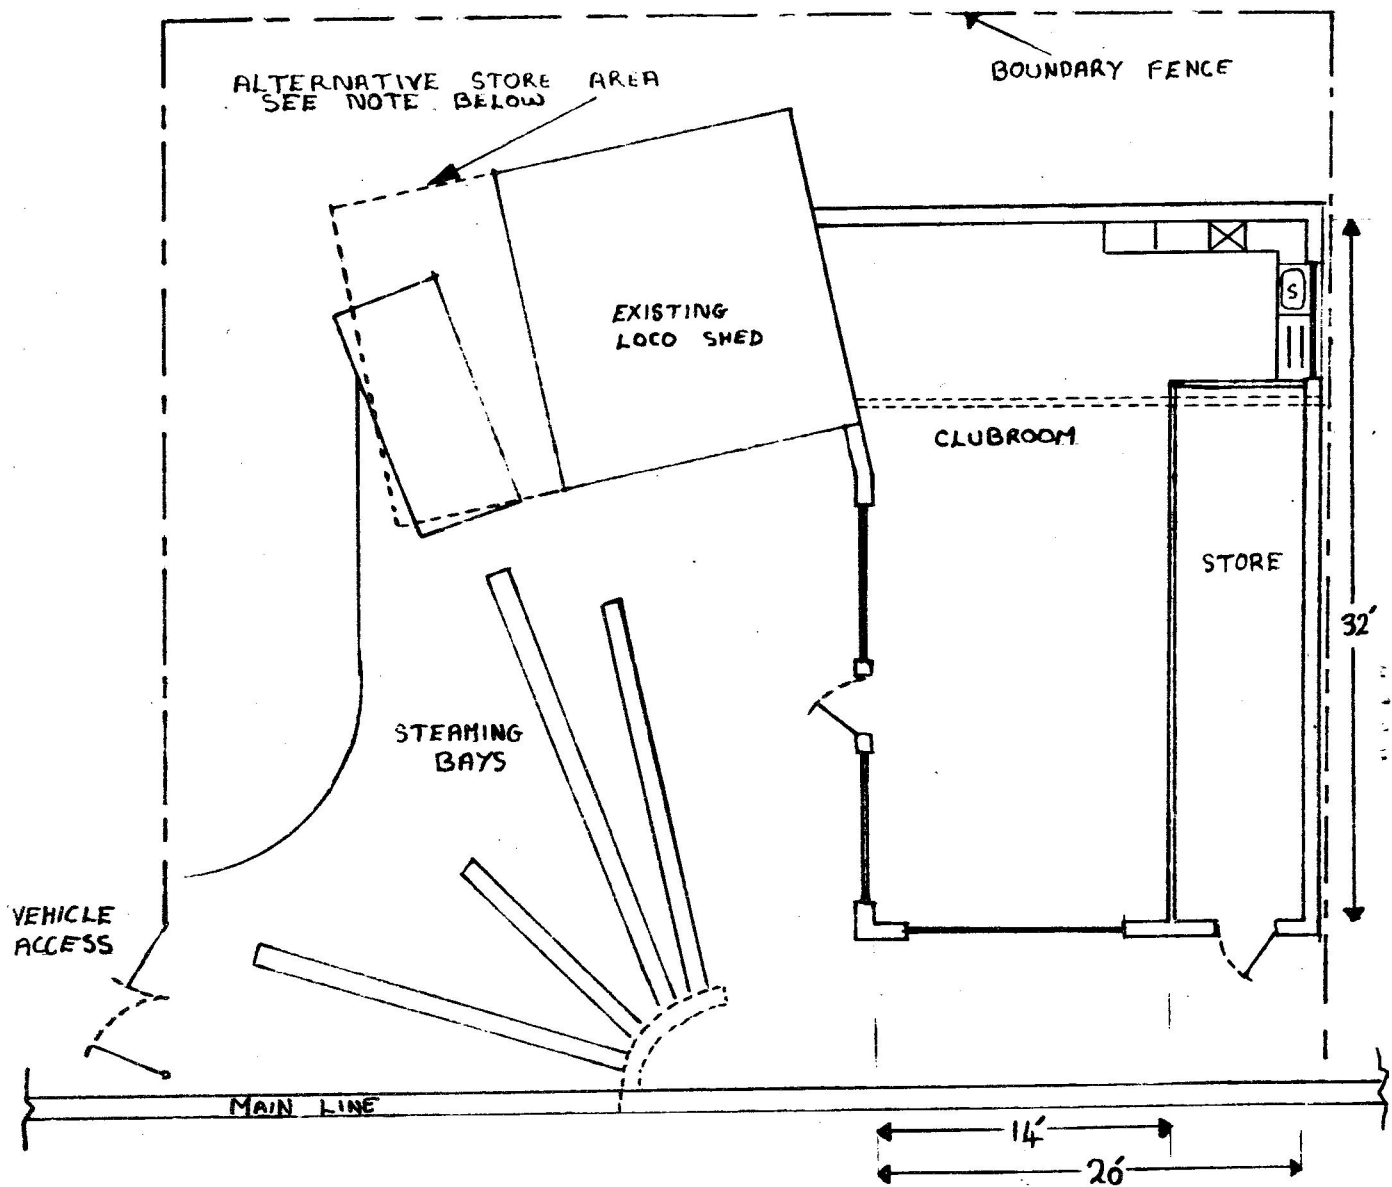 ALTERNATIVE STORE AREA
SEE NOTE BELOW
BOUNDARY FENCE
EXISTING
LOCO SHED
S
CLUBROOM
STORE
32'
STEAMING
BAYS
VEHICLE
ACCESS
MAIN LINE
14'
20'